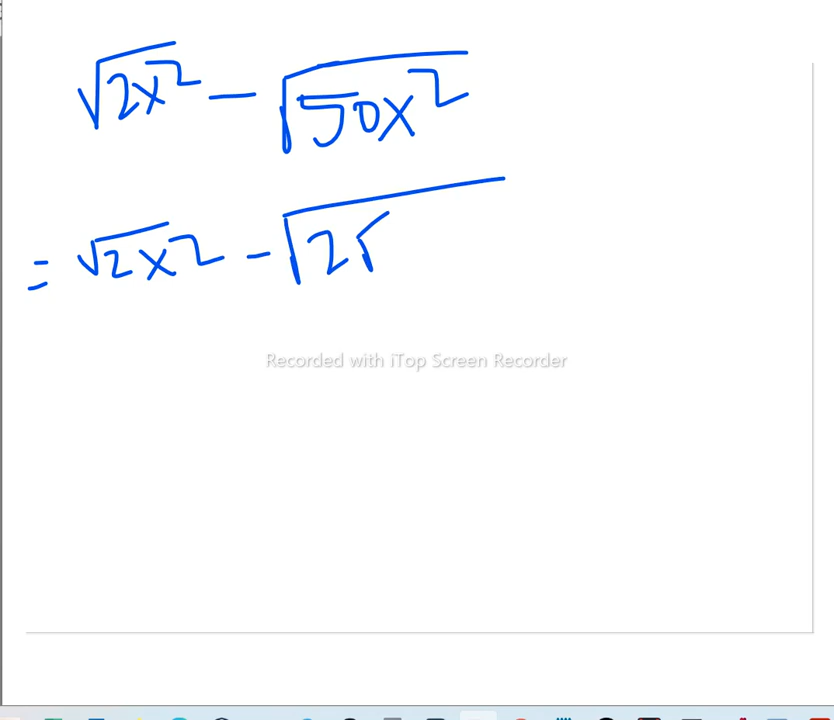 √2x² - √50x²
= √2x² - √25
Recorded with iTop Screen Recorder